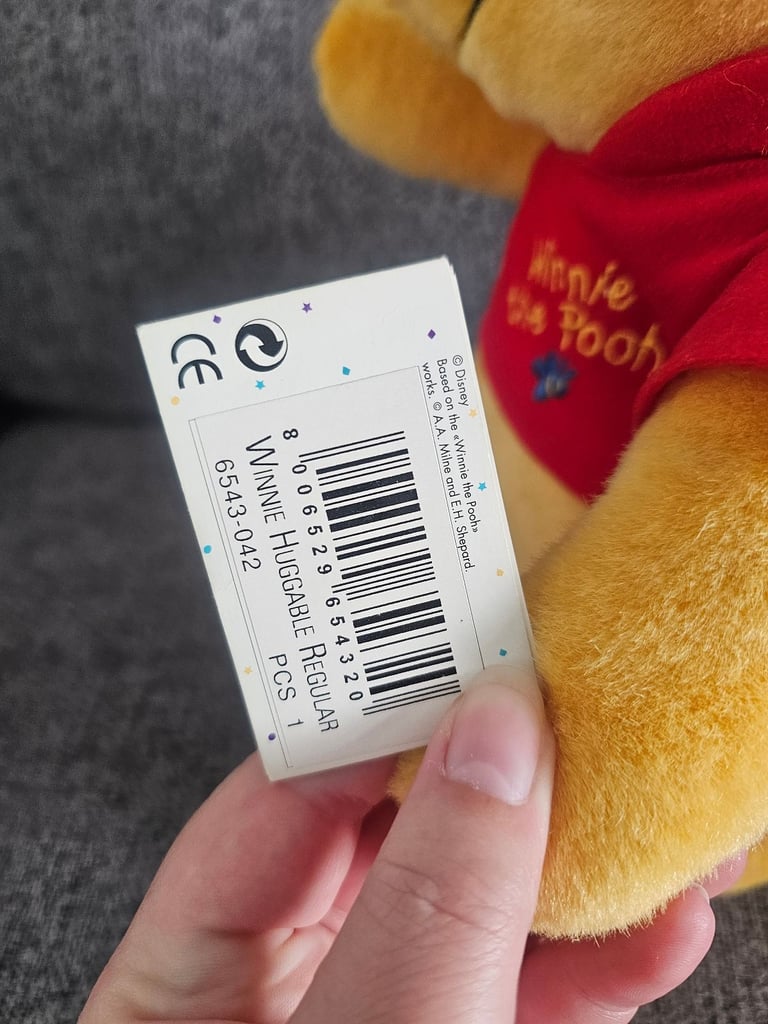 CE
© Disney
Based on the «Winnie the Pooh»
works. © A.A. Milne and E.H. Shepard.
8 006529 654320
WINNIE HUGGABLE REGULAR
6543-042 PCS 1
Winnie
the Pooh